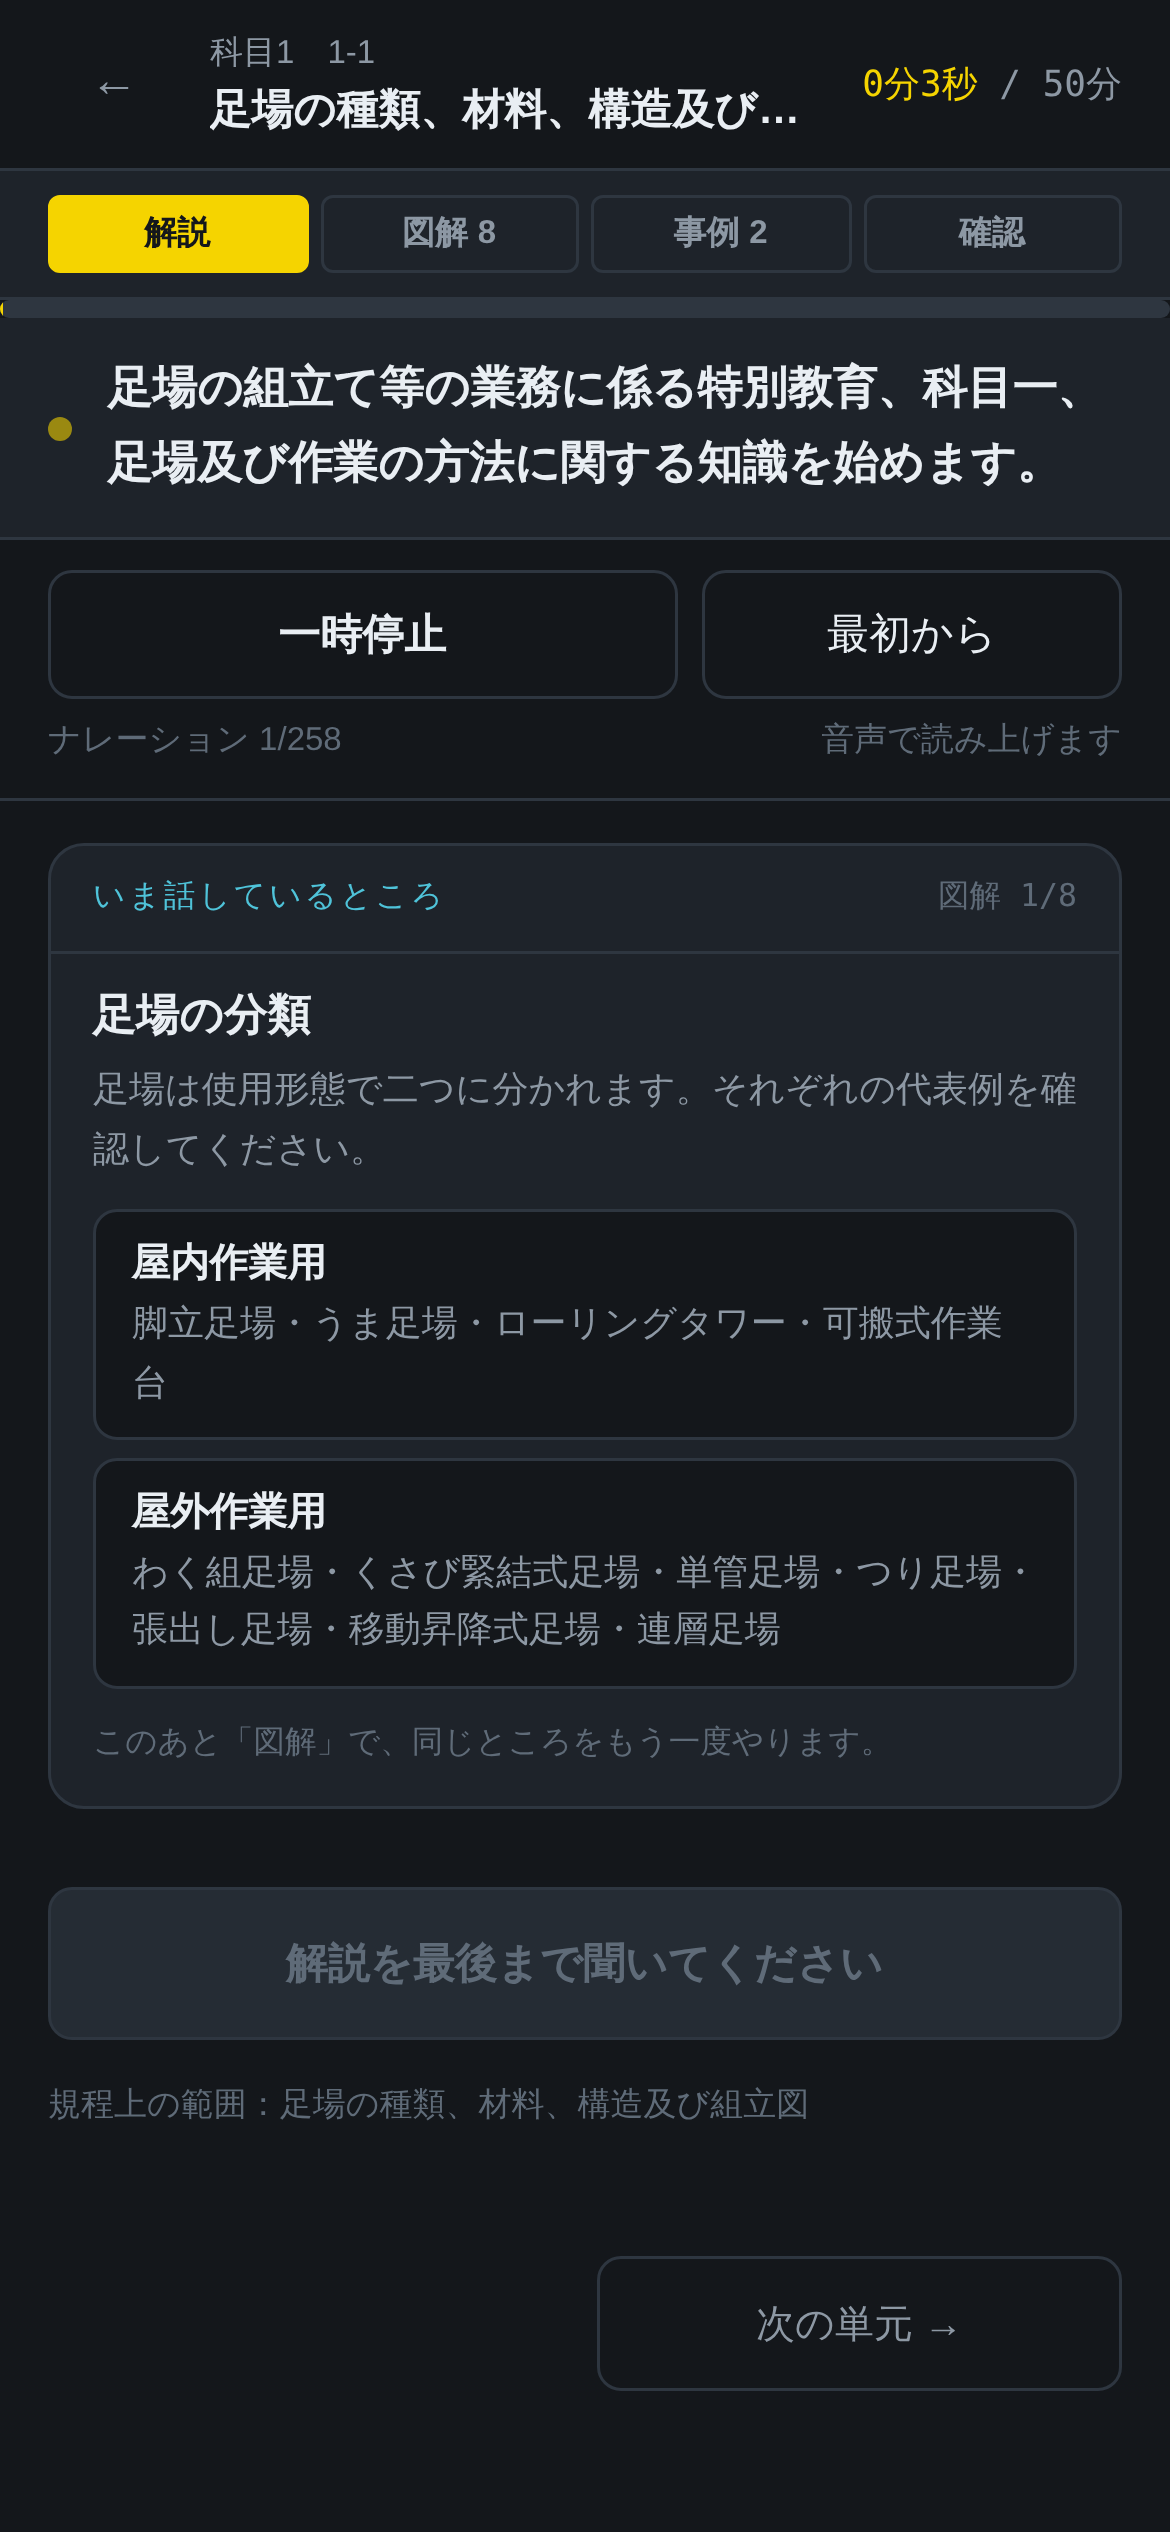 ←
科目1　1-1
足場の種類、材料、構造及び…
0分3秒 / 50分
解説
図解 8
事例 2
確認
足場の組立て等の業務に係る特別教育、科目一、
足場及び作業の方法に関する知識を始めます。
一時停止
最初から
ナレーション 1/258
音声で読み上げます
いま話しているところ
図解 1/8
足場の分類
足場は使用形態で二つに分かれます。それぞれの代表例を確
認してください。
屋内作業用
脚立足場・うま足場・ローリングタワー・可搬式作業
台
屋外作業用
わく組足場・くさび緊結式足場・単管足場・つり足場・
張出し足場・移動昇降式足場・連層足場
このあと「図解」で、同じところをもう一度やります。
解説を最後まで聞いてください
規程上の範囲：足場の種類、材料、構造及び組立図
次の単元 →